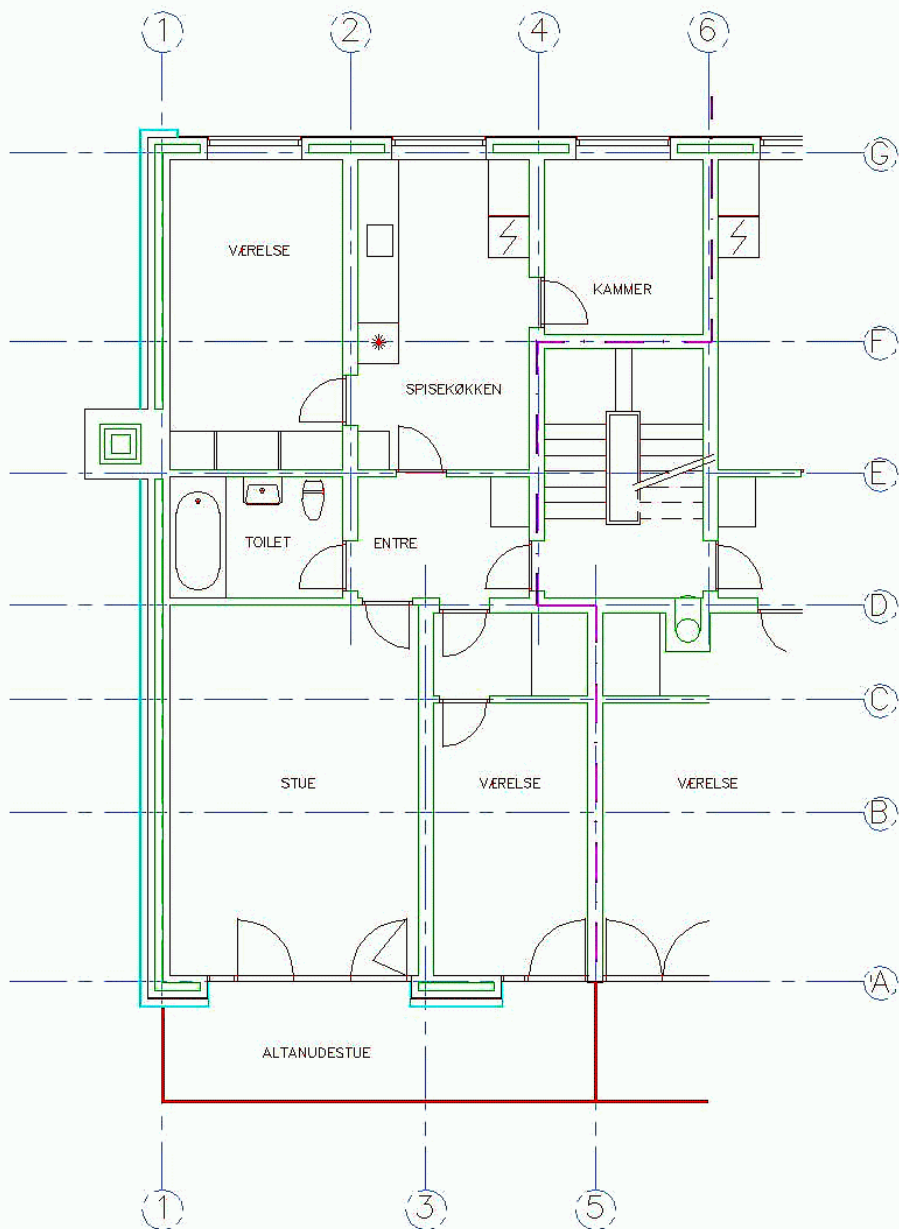 1 2 4 6
G
VÆRELSE
KAMMER
F
SPISEKØKKEN
E
TOILET ENTRE
D
C
STUE VÆRELSE VÆRELSE
B
A
ALTANUDESTUE
1 3 5